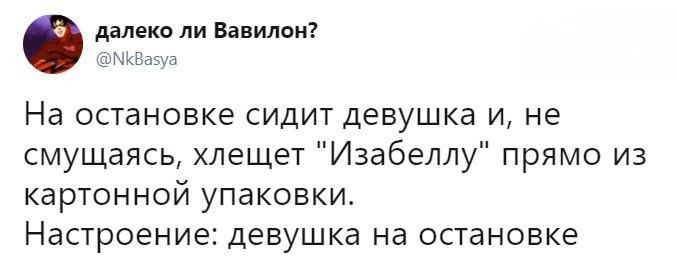 далеко ли Вавилон?
@NkBasya
На остановке сидит девушка и, не
смущаясь, хлещет "Изабеллу" прямо из
картонной упаковки.
Настроение: девушка на остановке